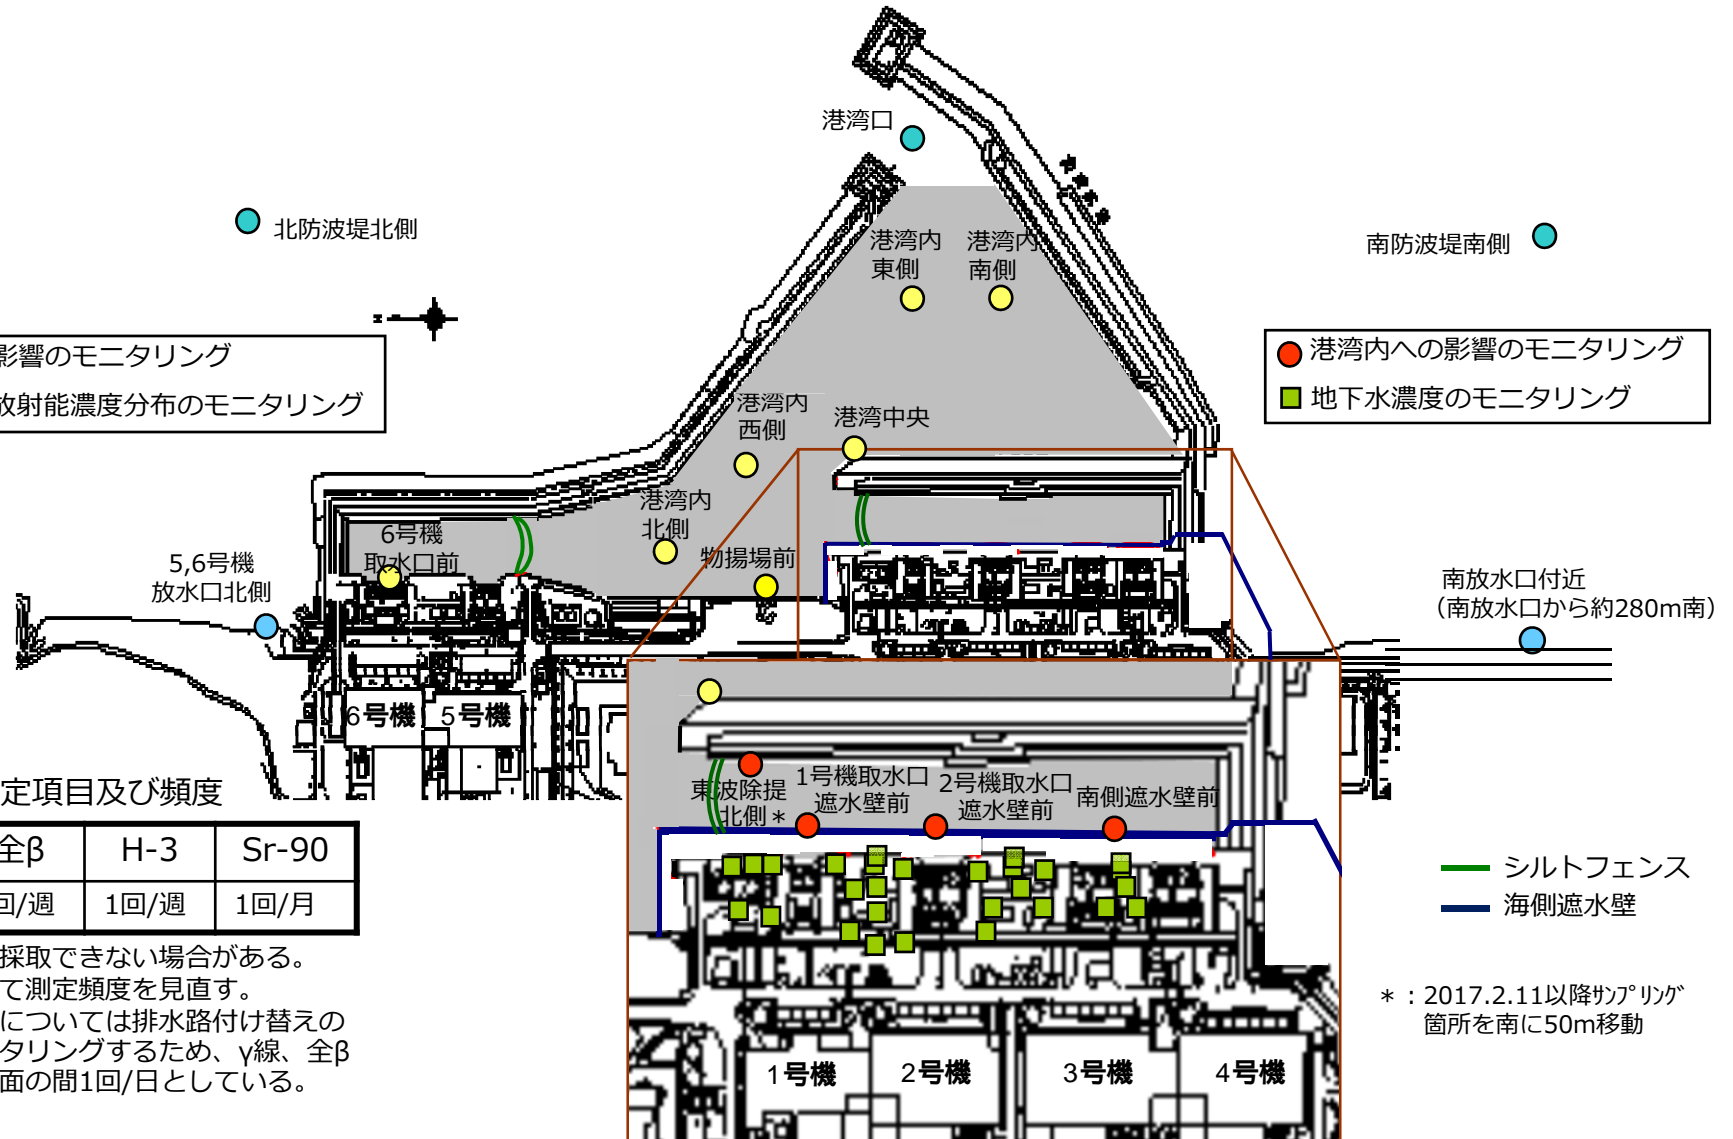 港湾口
北防波堤北側
南防波堤南側
港湾内
東側
港湾内
南側
影響のモニタリング
放射能濃度分布のモニタリング
港湾内への影響のモニタリング
地下水濃度のモニタリング
港湾内
西側
港湾中央
港湾内
北側
物揚場前
6号機
取水口前
5,6号機
放水口北側
南放水口付近
（南放水口から約280m南）
6号機
5号機
東波除堤
北側＊
1号機取水口
遮水壁前
2号機取水口
遮水壁前
南側遮水壁前
定項目及び頻度
全β H-3 Sr-90
回/週 1回/週 1回/月
採取できない場合がある。
て測定頻度を見直す。
については排水路付け替えの
タリングするため、γ線、全β
面の間1回/日としている。
シルトフェンス
海側遮水壁
＊：2017.2.11以降ｻﾝﾌﾟﾘﾝｸﾞ
箇所を南に50m移動
1号機
2号機
3号機
4号機